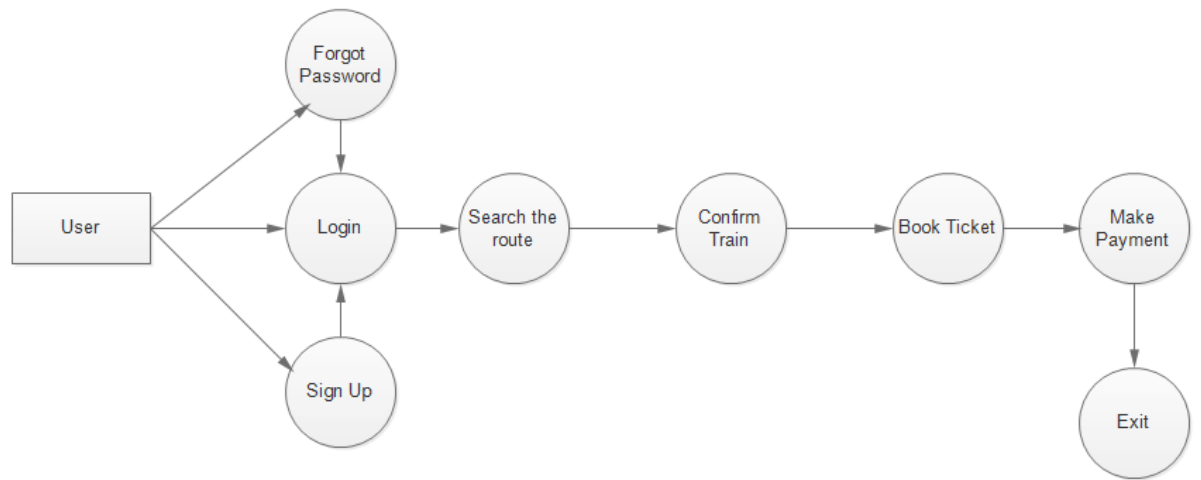 Forgot
Password
User
Login
Search the
route
Confirm
Train
Book Ticket
Make
Payment
Sign Up
Exit